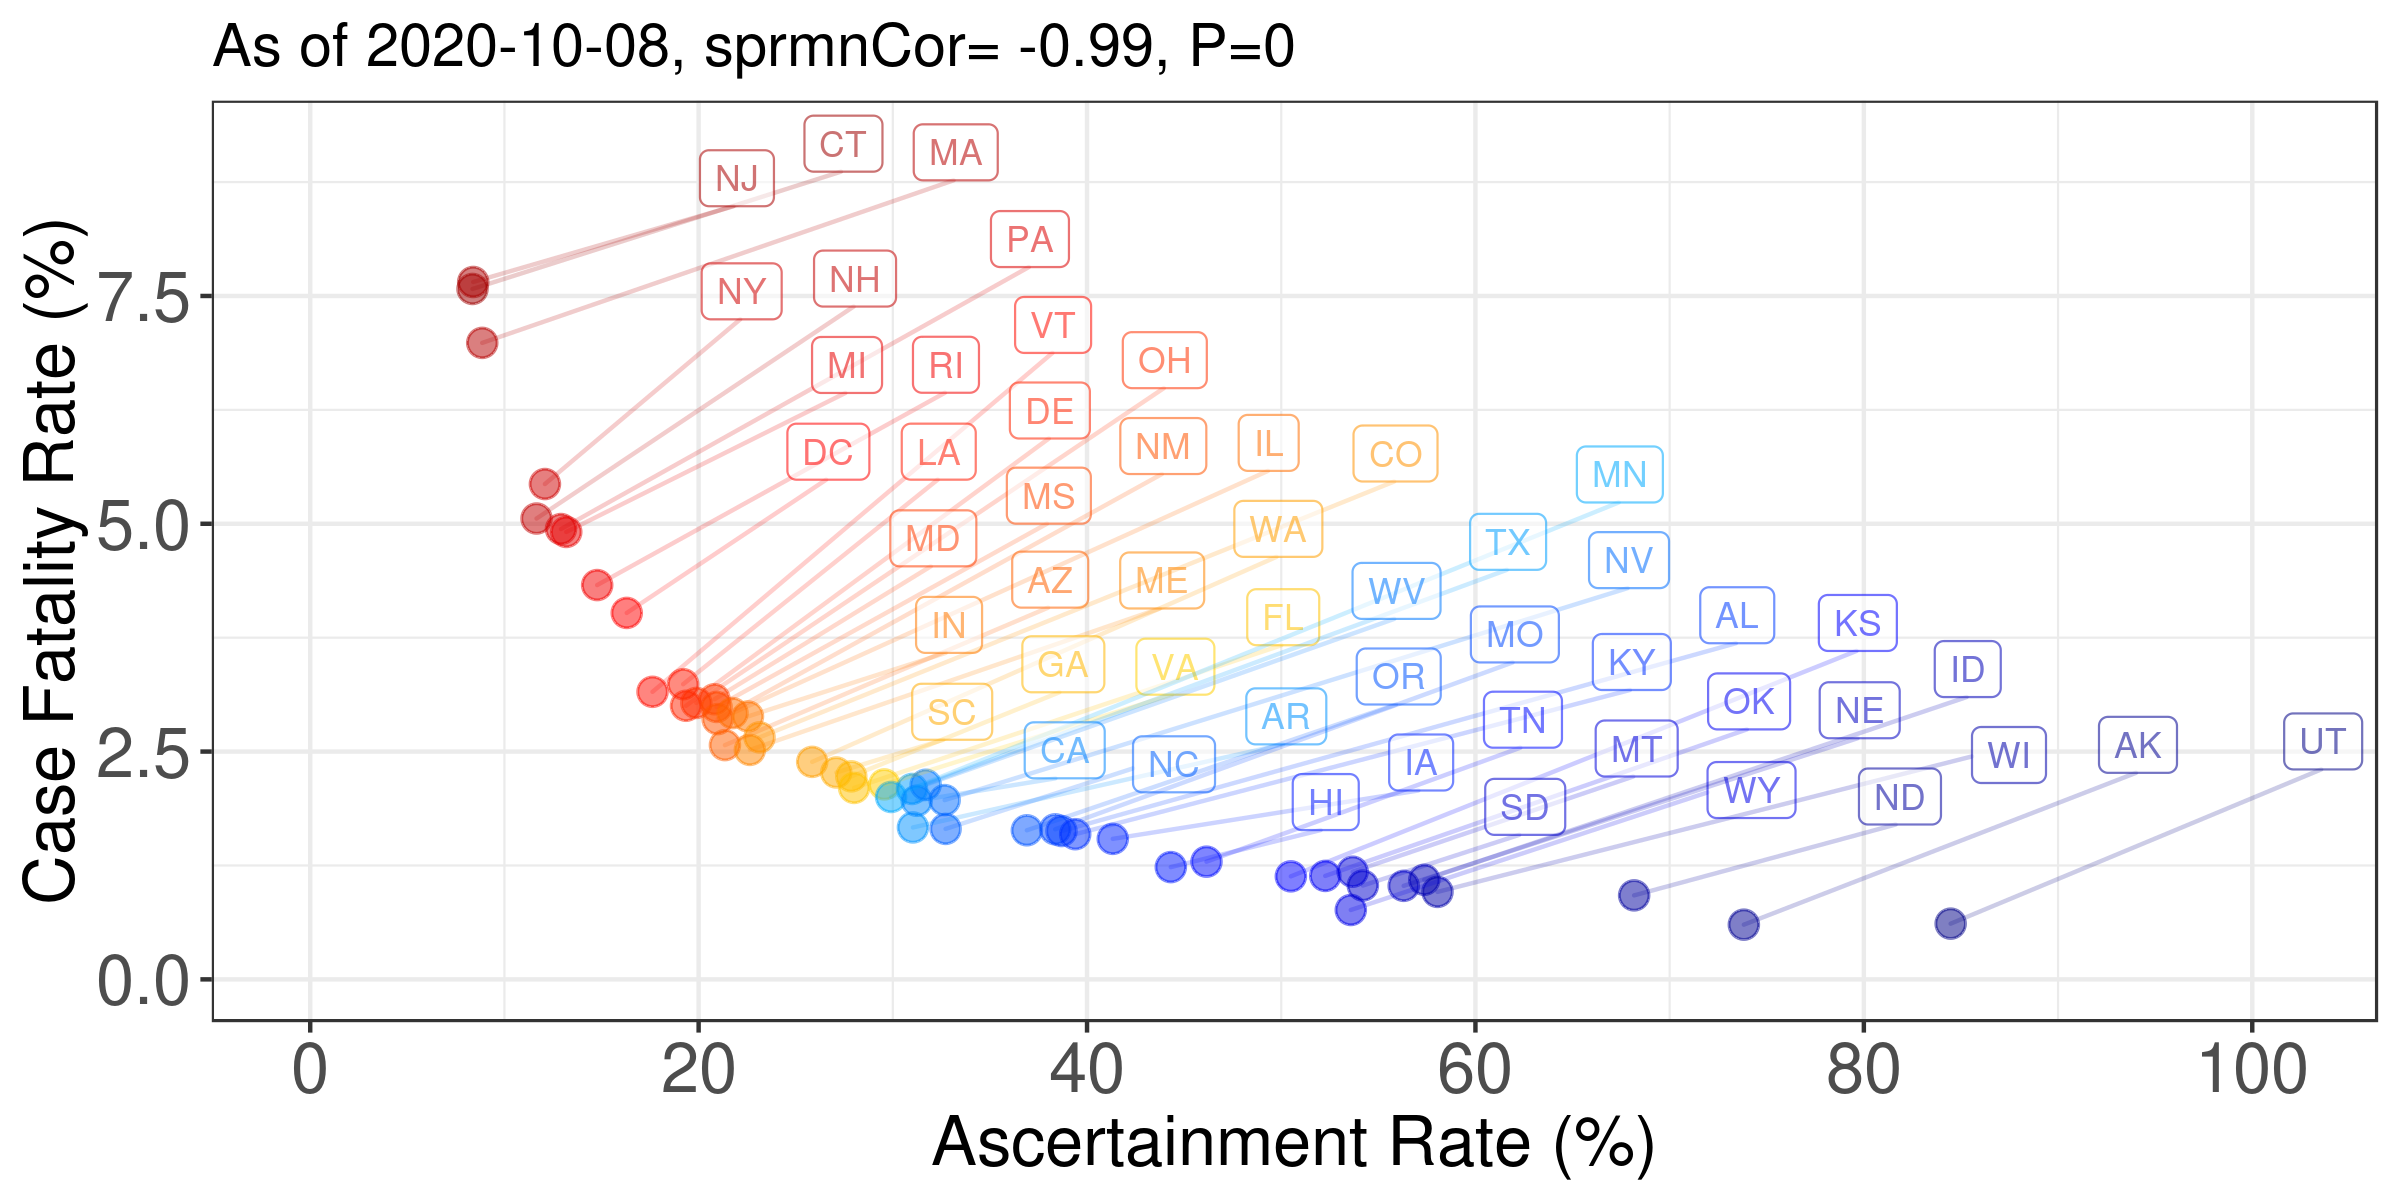 As of 2020-10-08, sprmnCor= -0.99, P=0
Case Fatality Rate (%)
7.5
5.0
2.5
0.0
CT
MA
NJ
PA
NH
NY
VT
OH
MI
RI
DE
NM
IL
CO
DC
LA
MN
MS
WA
MD
TX
NV
AZ
ME
WV
IN
FL
MO
AL
KS
GA
VA
OR
KY
ID
SC
AR
TN
OK
NE
CA
NC
IA
MT
WI
AK
UT
HI
SD
WY
ND
0
20
40
60
80
100
Ascertainment Rate (%)